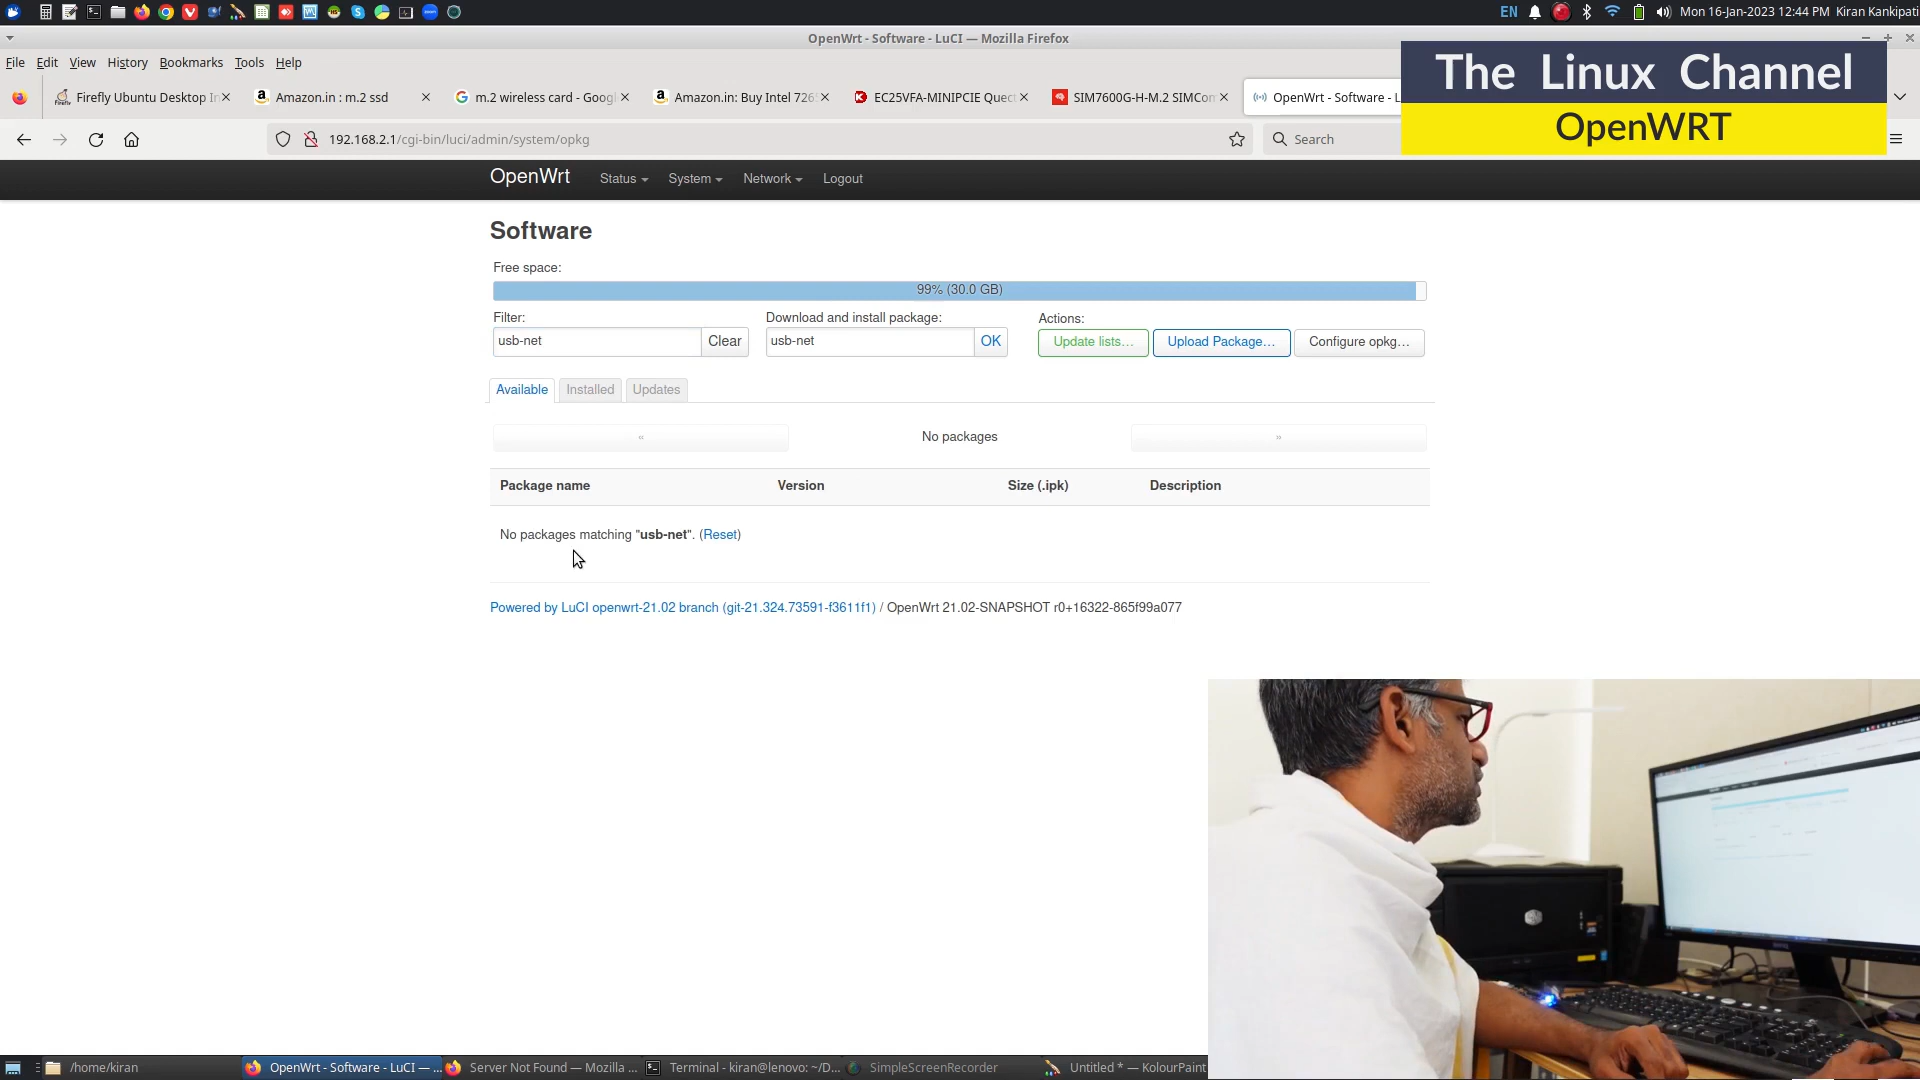 EN
Mon 16-Jan-2023 12:44 PM Kiran Kankipati
OpenWrt - Software - LuCI — Mozilla Firefox
File Edit View History Bookmarks Tools Help
The Linux Channel
OpenWRT
Firefly Ubuntu Desktop In
Amazon.in : m.2 ssd
m.2 wireless card - Goog
Amazon.in: Buy Intel 726
EC25VFA-MINIPCIE Quect
SIM7600G-H-M.2 SIMCom
OpenWrt - Software - L
192.168.2.1/cgi-bin/luci/admin/system/opkg
Search
OpenWrt Status System Network Logout
Software
Free space:
99% (30.0 GB)
Filter:
usb-net Clear
Download and install package:
usb-net OK
Actions:
Update lists… Upload Package… Configure opkg…
Available Installed Updates
« No packages »
Package name Version Size (.ipk) Description
No packages matching "usb-net". (Reset)
Powered by LuCI openwrt-21.02 branch (git-21.324.73591-f3611f1) / OpenWrt 21.02-SNAPSHOT r0+16322-865f99a077
/home/kiran
OpenWrt - Software - LuCI — ...
Server Not Found — Mozilla ...
Terminal - kiran@lenovo: ~/D...
SimpleScreenRecorder
Untitled * — KolourPaint